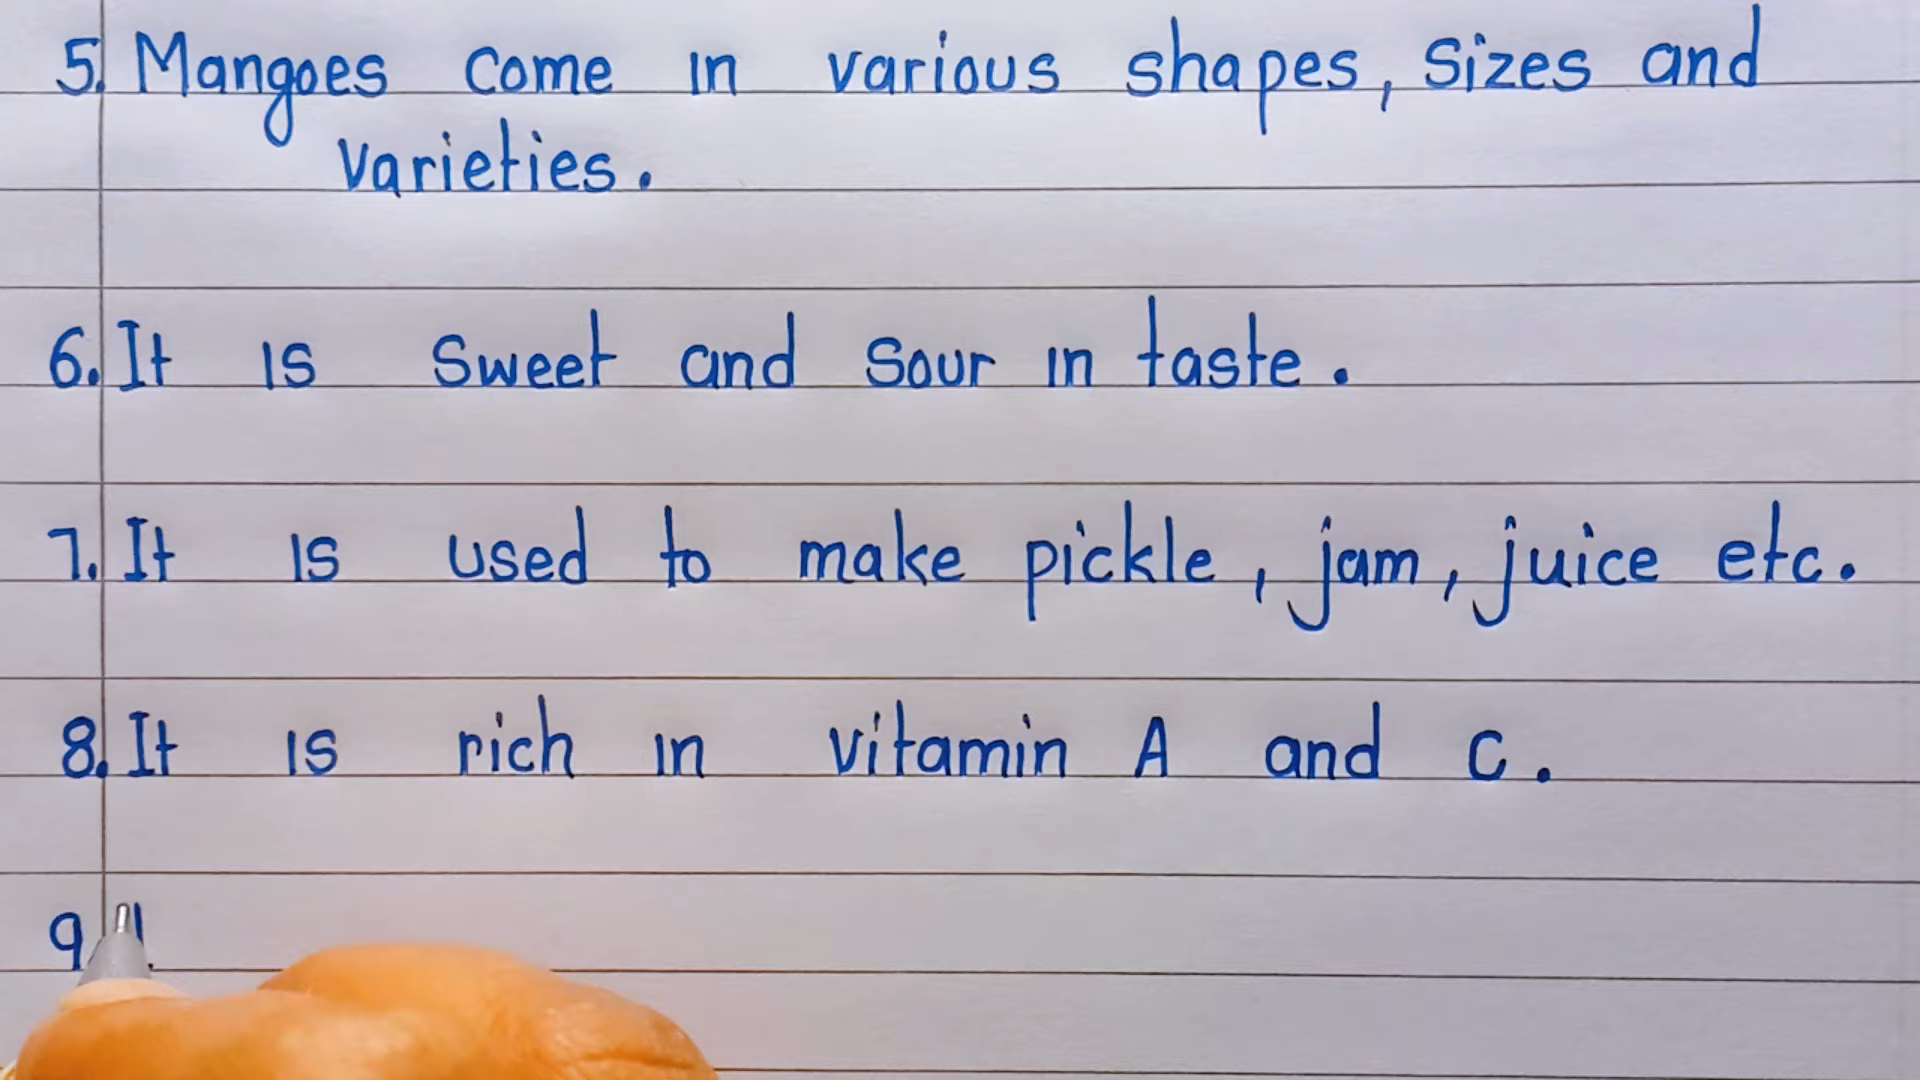 5. Mangoes come in various shapes, sizes and
varieties.
6. It is sweet and sour in taste.
7. It is used to make pickle, jam, juice etc.
8. It is rich in vitamin A and C.
9.